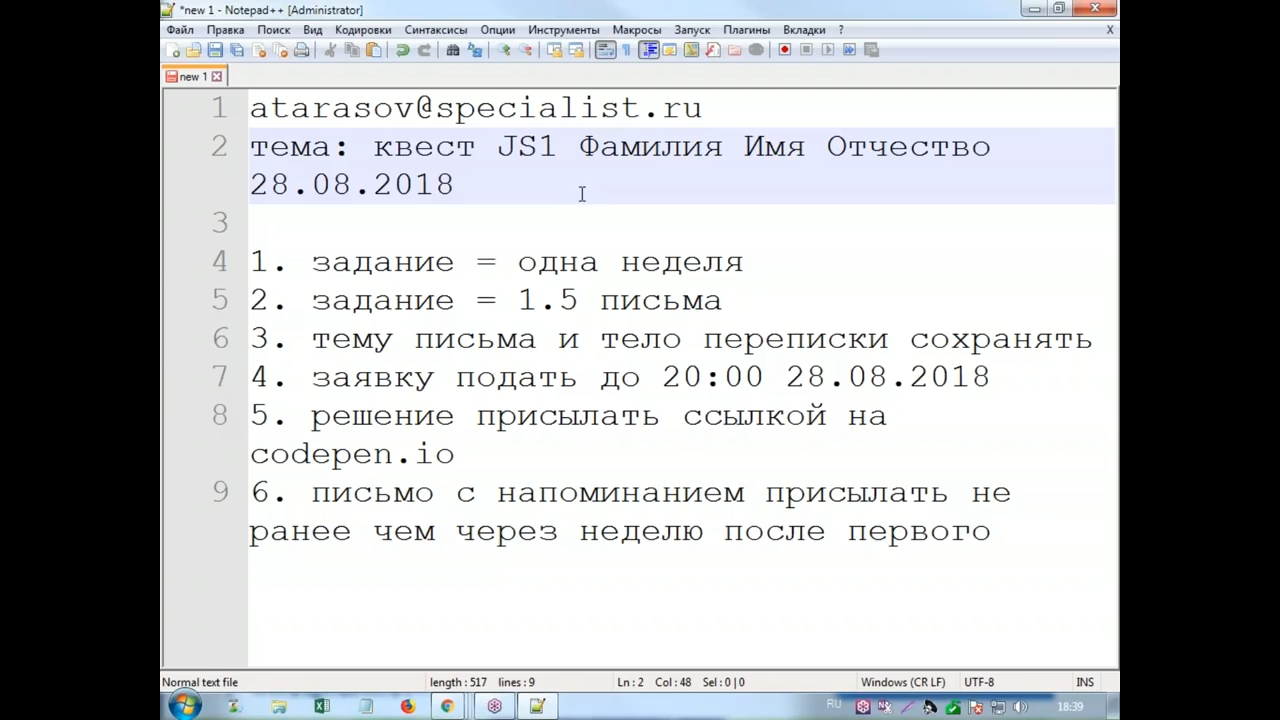 *new 1 - Notepad++ [Administrator]
Файл Правка Поиск Вид Кодировки Синтаксисы Опции Инструменты Макросы Запуск Плагины Вкладки ? X
new 1
1 atarasov@specialist.ru
2 тема: квест JS1 Фамилия Имя Отчество
28.08.2018
3
4 1. задание = одна неделя
5 2. задание = 1.5 письма
6 3. тему письма и тело переписки сохранять
7 4. заявку подать до 20:00 28.08.2018
8 5. решение присылать ссылкой на
codepen.io
9 6. письмо с напоминанием присылать не
ранее чем через неделю после первого
Normal text file length : 517 lines : 9 Ln : 2 Col : 48 Sel : 0 | 0 Windows (CR LF) UTF-8 INS
RU 18:39